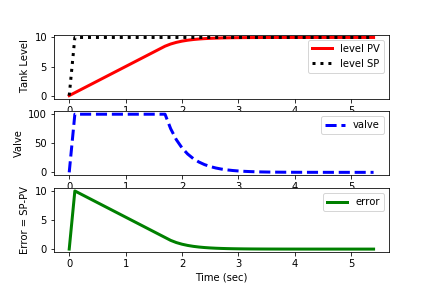 10
5
0
Tank Level
level PV
level SP
0 1 2 3 4 5
100
50
0
Valve
valve
0 1 2 3 4 5
10
5
0
Error = SP-PV
error
0 1 2 3 4 5
Time (sec)